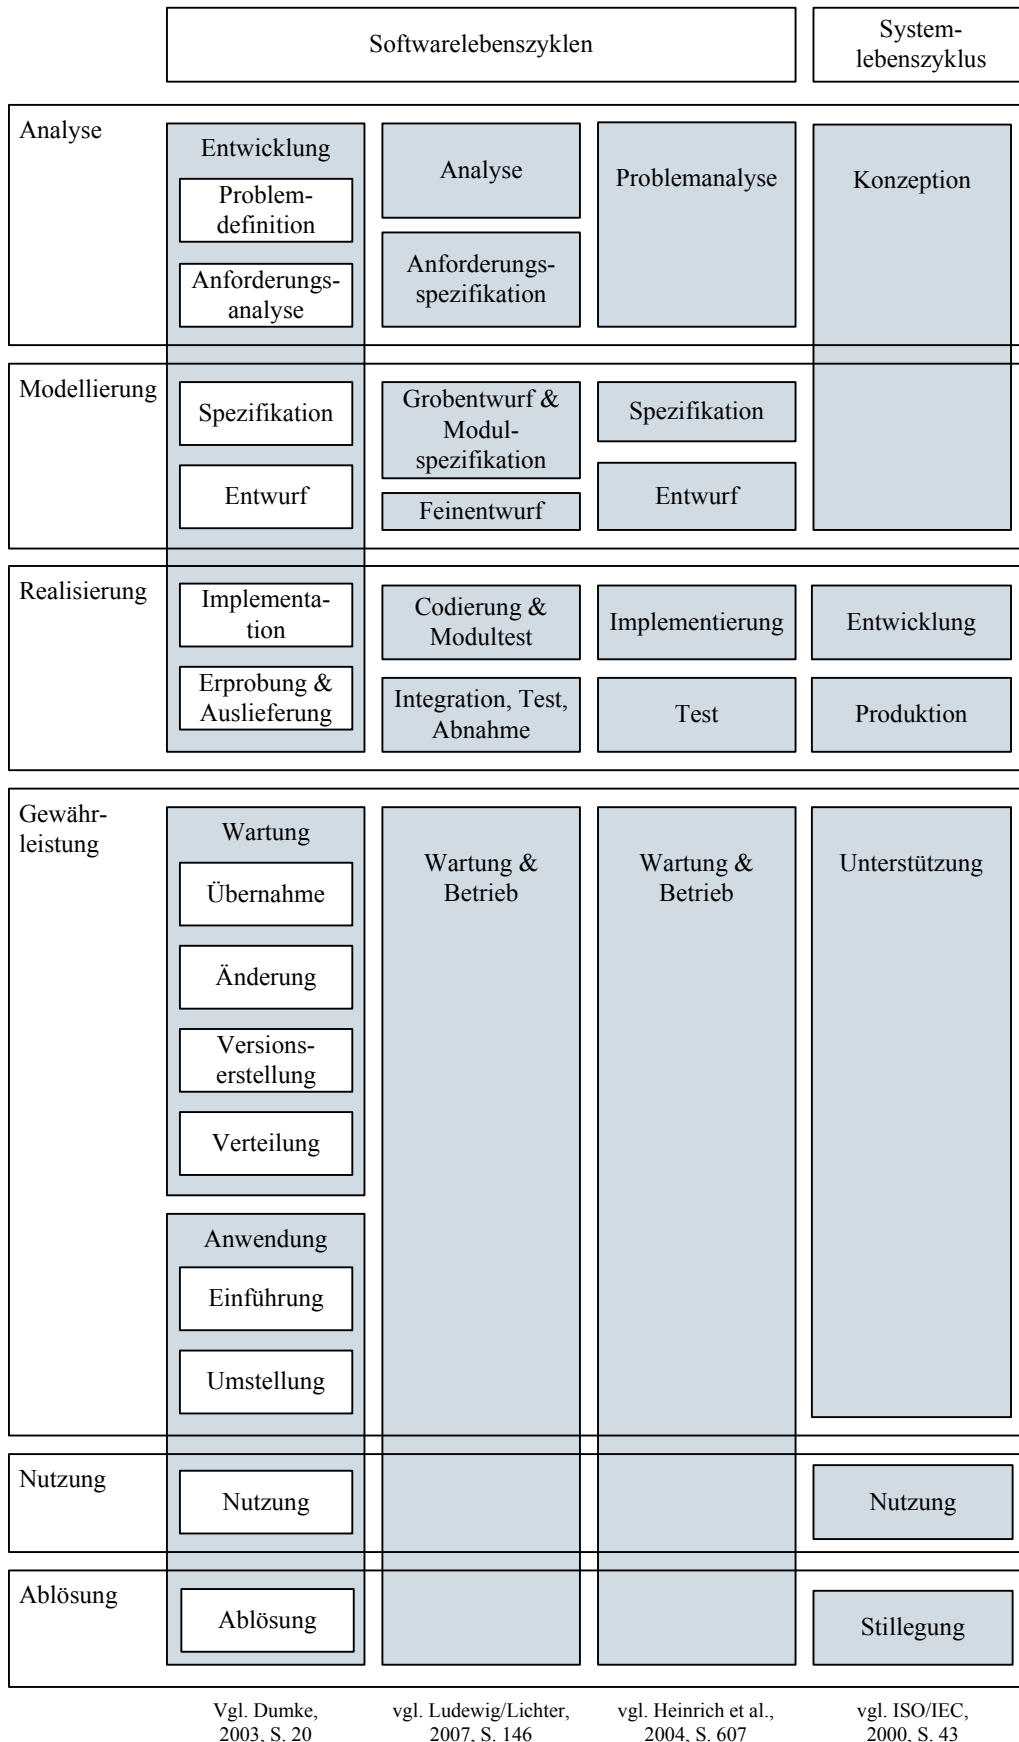 Softwarelebenszyklen
System-
lebenszyklus
Analyse
Entwicklung
Problem-
definition
Anforderungs-
analyse
Analyse
Anforderungs-
spezifikation
Problemanalyse
Konzeption
Modellierung
Spezifikation
Entwurf
Grobentwurf &
Modul-
spezifikation
Feinentwurf
Spezifikation
Entwurf
Realisierung
Implementa-
tion
Erprobung &
Auslieferung
Codierung &
Modultest
Integration, Test,
Abnahme
Implementierung
Test
Entwicklung
Produktion
Gewähr-
leistung
Wartung
Übernahme
Änderung
Versions-
erstellung
Verteilung
Anwendung
Einführung
Umstellung
Wartung &
Betrieb
Wartung &
Betrieb
Unterstützung
Nutzung
Nutzung
Nutzung
Ablösung
Ablösung
Stillegung
Vgl. Dumke,
2003, S. 20
vgl. Ludewig/Lichter,
2007, S. 146
vgl. Heinrich et al.,
2004, S. 607
vgl. ISO/IEC,
2000, S. 43